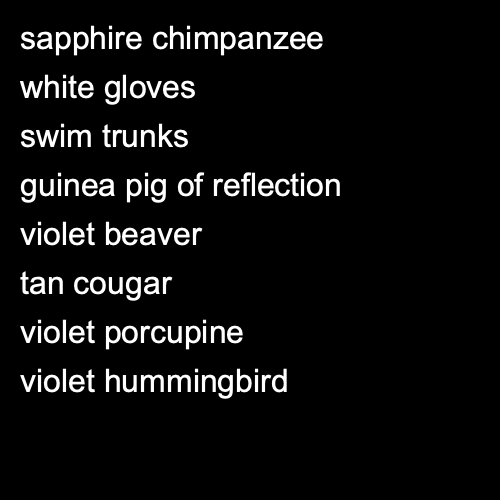 sapphire chimpanzee
white gloves
swim trunks
guinea pig of reflection
violet beaver
tan cougar
violet porcupine
violet hummingbird